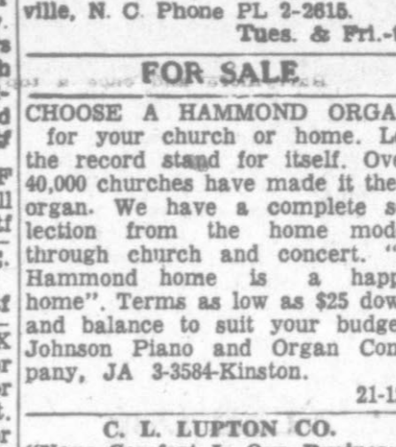 ville, N. C. Phone PL 2-2615.
Tues. & Fri.-t
FOR SALE
CHOOSE A HAMMOND ORGA
for your church or home. L
the record stand for itself. Ove
40,000 churches have made it the
organ. We have a complete s
lection from the home mod
through church and concert. "
Hammond home is a happ
home". Terms as low as $25 dow
and balance to suit your budge
Johnson Piano and Organ Com
pany, JA 3-3584-Kinston.
21-1
C. L. LUPTON CO.